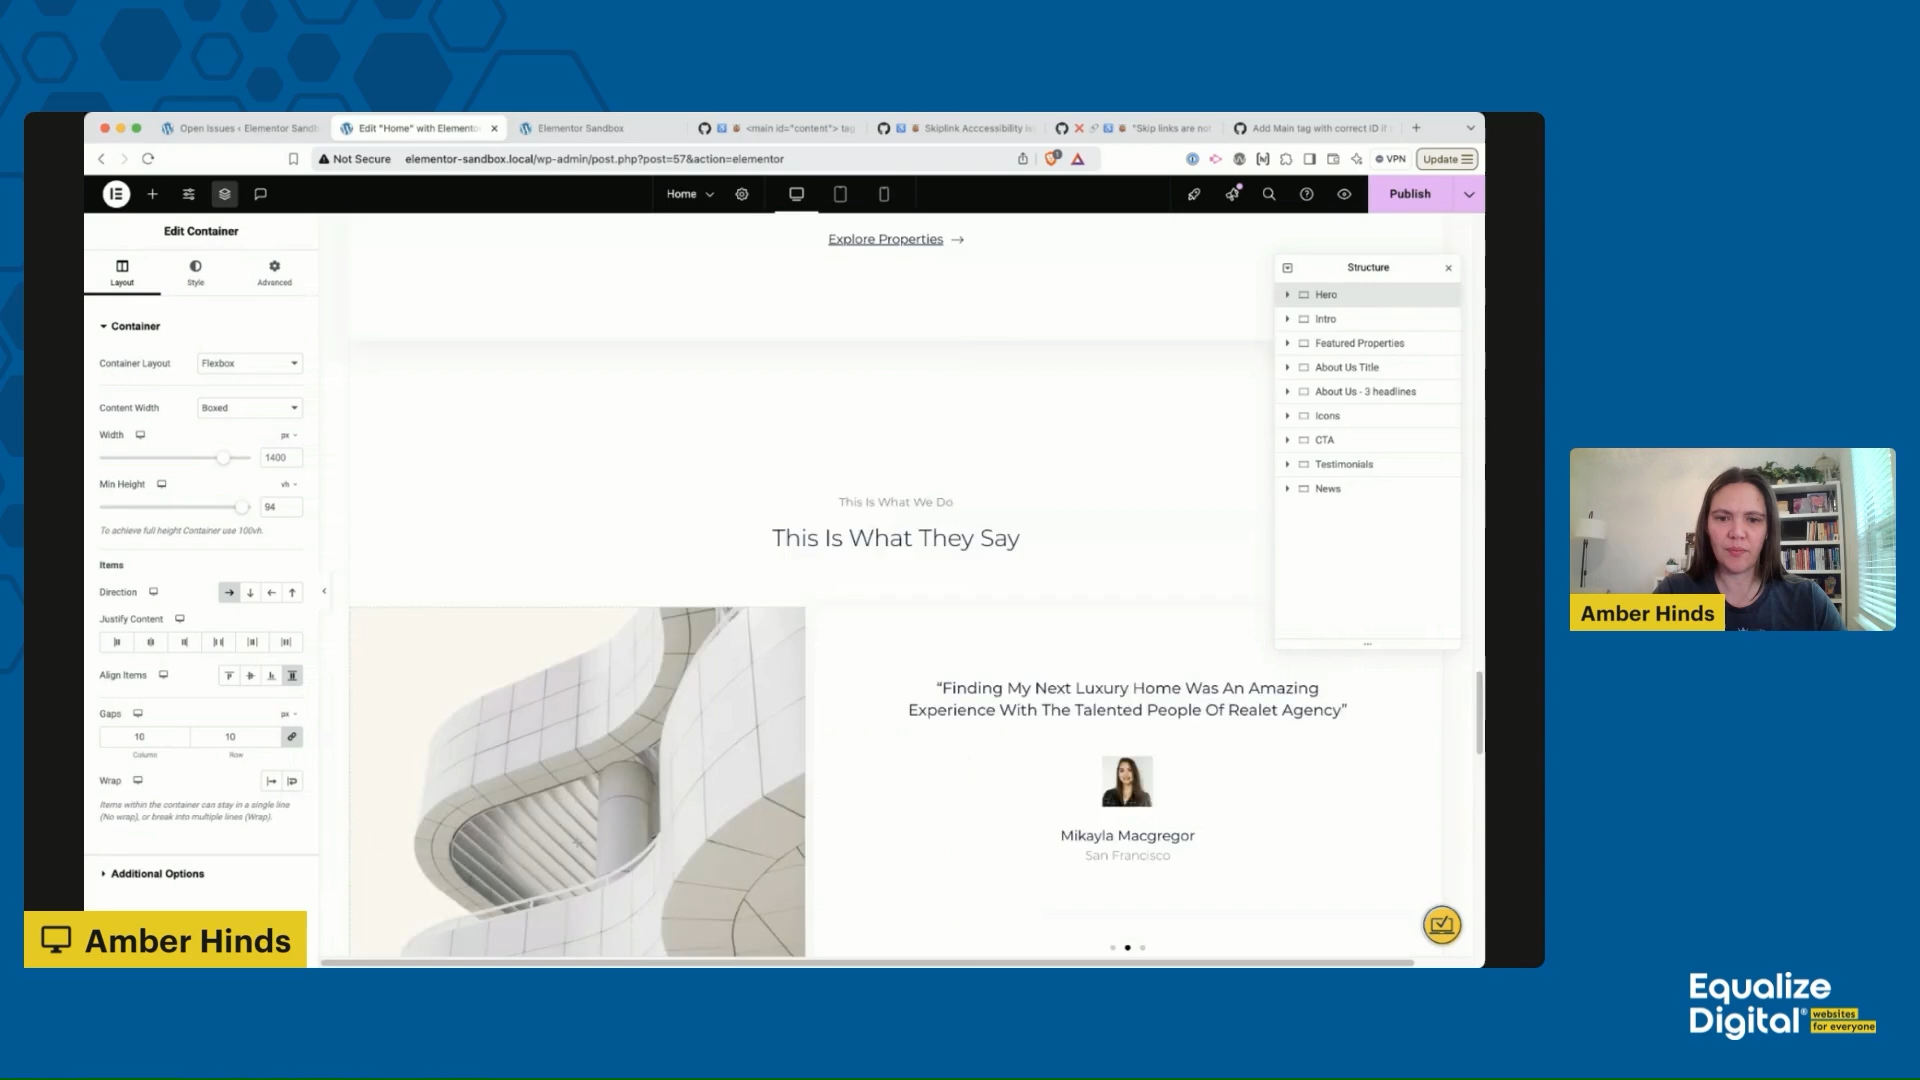 Open Issues ‹ Elementor Sandb
Edit "Home" with Elemento
Elementor Sandbox
<main id="content"> tag
Skiplink Acccessibility is
"Skip links are not
Add Main tag with correct ID if
Not Secure
elementor-sandbox.local/wp-admin/post.php?post=57&action=elementor
VPN
Update
Home
Publish
Edit Container
Layout
Style
Advanced
Container
Container Layout
Flexbox
Content Width
Boxed
Width
px
1400
Min Height
vh
94
To achieve full height Container use 100vh.
Items
Direction
Justify Content
Align Items
Gaps
px
10
10
Column
Row
Wrap
Items within the container can stay in a single line
(No wrap), or break into multiple lines (Wrap).
Additional Options
Explore Properties →
This Is What We Do
This Is What They Say
“Finding My Next Luxury Home Was An Amazing
Experience With The Talented People Of Realet Agency”
Mikayla Macgregor
San Francisco
Structure
Hero
Intro
Featured Properties
About Us Title
About Us - 3 headlines
Icons
CTA
Testimonials
News
Amber Hinds
Amber Hinds
Equalize
Digital®
websites
for everyone